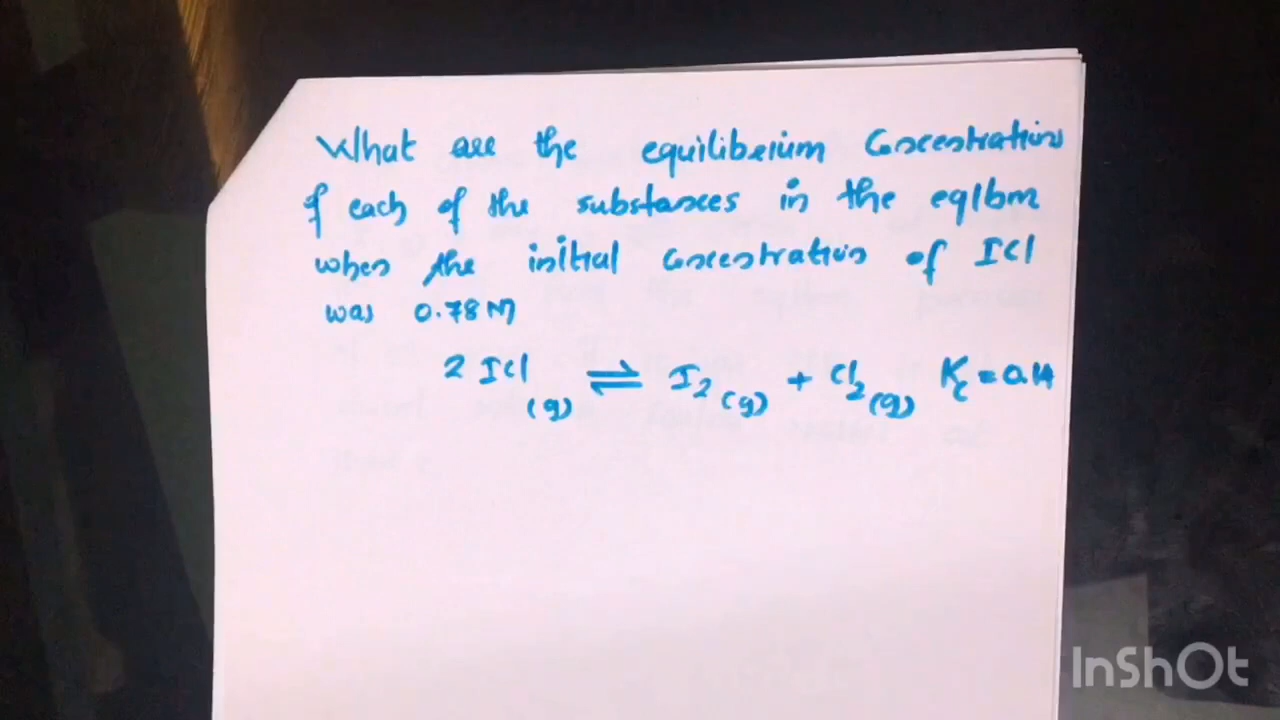 What are the equilibrium Concentrations
of each of the substances in the eqlbm
when the initial concentration of ICl
was 0.78 M
2 ICl (g) ⇌ I2 (g) + Cl2 (g) Kc = 0.14
InShOt